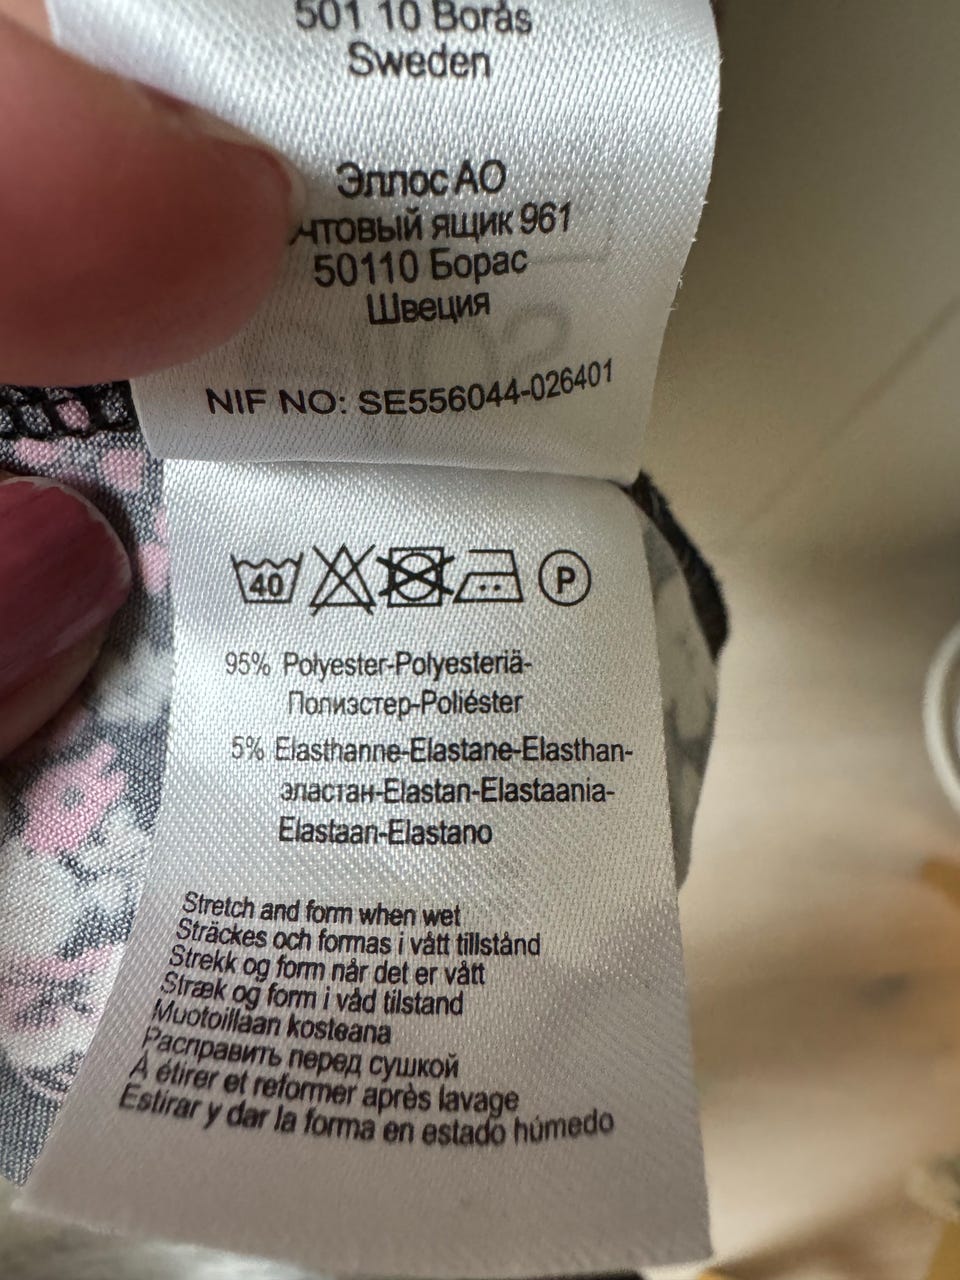 501 10 Borås
Sweden
Эллос АО
чтовый ящик 961
50110 Борас
Швеция
NIF NO: SE556044-026401
40
P
95% Polyester-Polyesteriä-
Полиэстер-Poliéster
5% Elasthanne-Elastane-Elasthan-
эластан-Elastan-Elastaania-
Elastaan-Elastano
Stretch and form when wet
Sträckes och formas i vått tillstånd
Strekk og form når det er vått
Stræk og form i våd tilstand
Muotoillaan kosteana
Расправить перед сушкой
À étirer et reformer après lavage
Estirar y dar la forma en estado húmedo